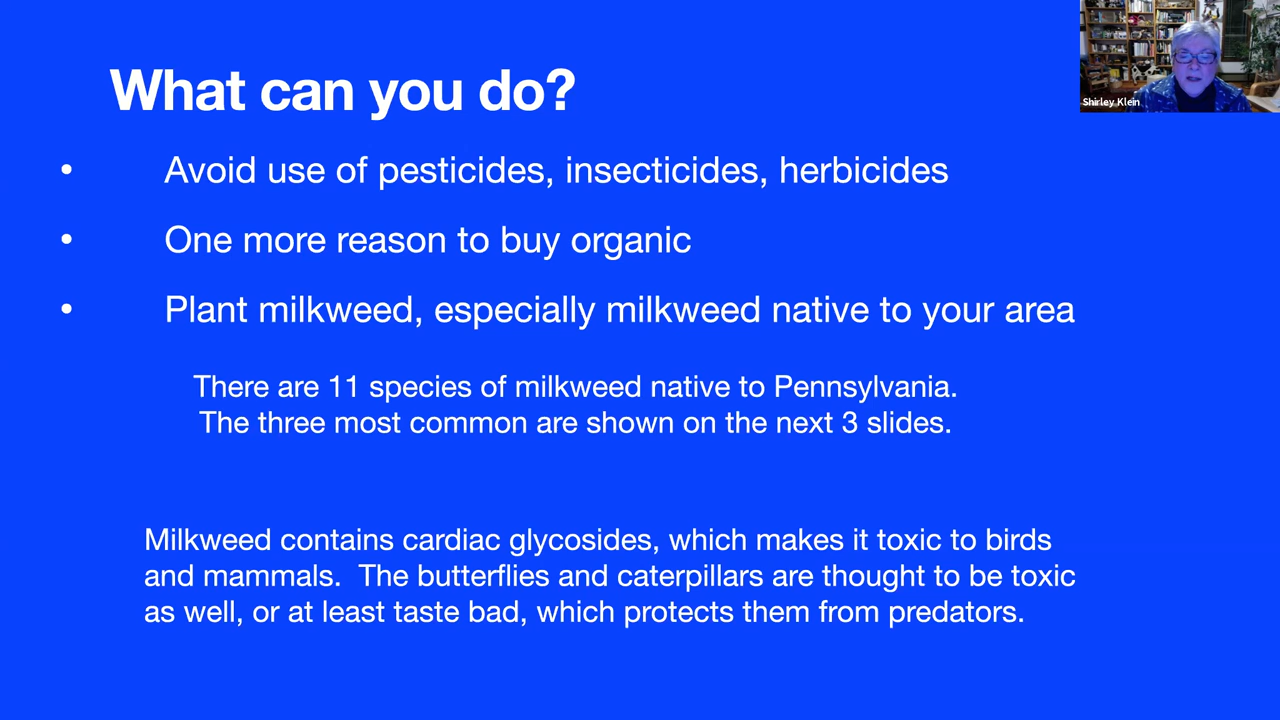 What can you do?
Shirley Klein
• Avoid use of pesticides, insecticides, herbicides
• One more reason to buy organic
• Plant milkweed, especially milkweed native to your area
There are 11 species of milkweed native to Pennsylvania.
The three most common are shown on the next 3 slides.
Milkweed contains cardiac glycosides, which makes it toxic to birds
and mammals.  The butterflies and caterpillars are thought to be toxic
as well, or at least taste bad, which protects them from predators.